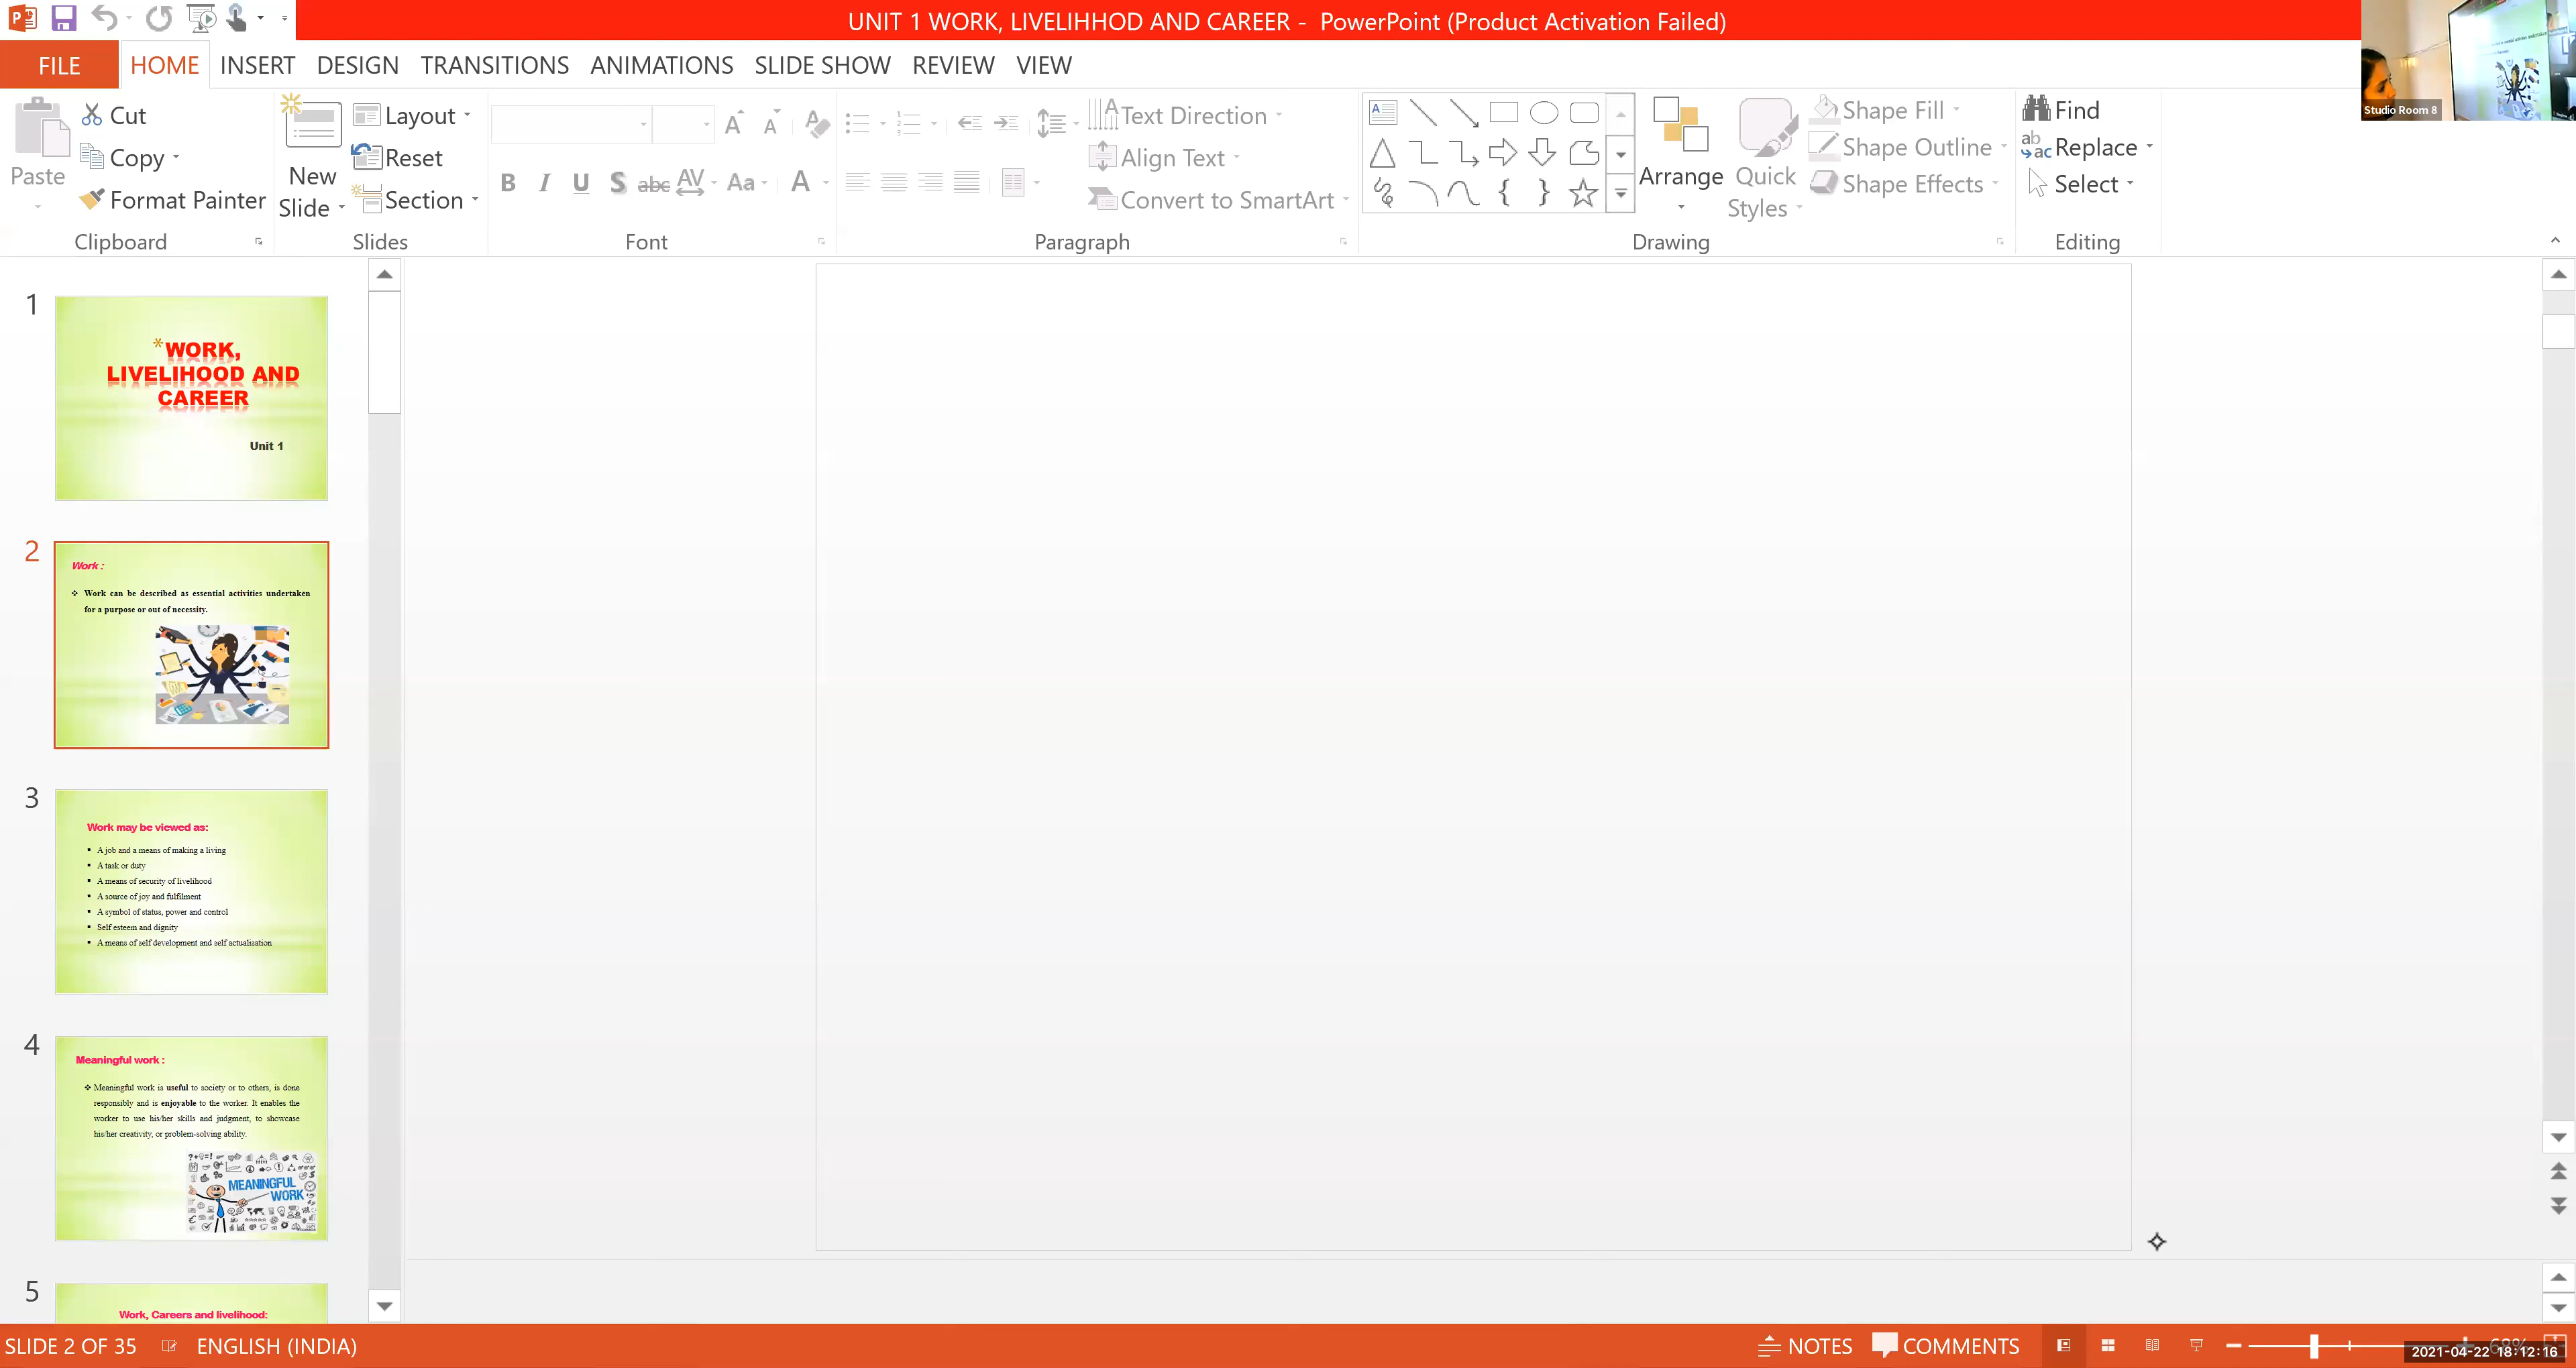 UNIT 1 WORK, LIVELIHHOD AND CAREER - PowerPoint (Product Activation Failed)
FILE HOME INSERT DESIGN TRANSITIONS ANIMATIONS SLIDE SHOW REVIEW VIEW
Studio Room 8
Paste
Cut
Copy
Format Painter
Clipboard
New
Slide
Layout
Reset
Section
Slides
B I U S abc AV Aa A
Font
Text Direction
Align Text
Convert to SmartArt
Paragraph
Arrange
Quick
Styles
Shape Fill
Shape Outline
Shape Effects
Drawing
Find
Replace
Select
Editing
1
*WORK,
LIVELIHOOD AND
CAREER
Unit 1
2
Work :
❖ Work can be described as essential activities undertaken
for a purpose or out of necessity.
3
Work may be viewed as:
▪ A job and a means of making a living
▪ A task or duty
▪ A means of security of livelihood
▪ A source of joy and fulfilment
▪ A symbol of status, power and control
▪ Self esteem and dignity
▪ A means of self development and self actualisation
4
Meaningful work :
❖ Meaningful work is useful to society or to others, is done
responsibly and is enjoyable to the worker. It enables the
worker to use his/her skills and judgment, to showcase
his/her creativity, or problem-solving ability.
MEANINGFUL
WORK
5
Work, Careers and livelihood:
SLIDE 2 OF 35 ENGLISH (INDIA) NOTES COMMENTS
2021-04-22 18:12:16